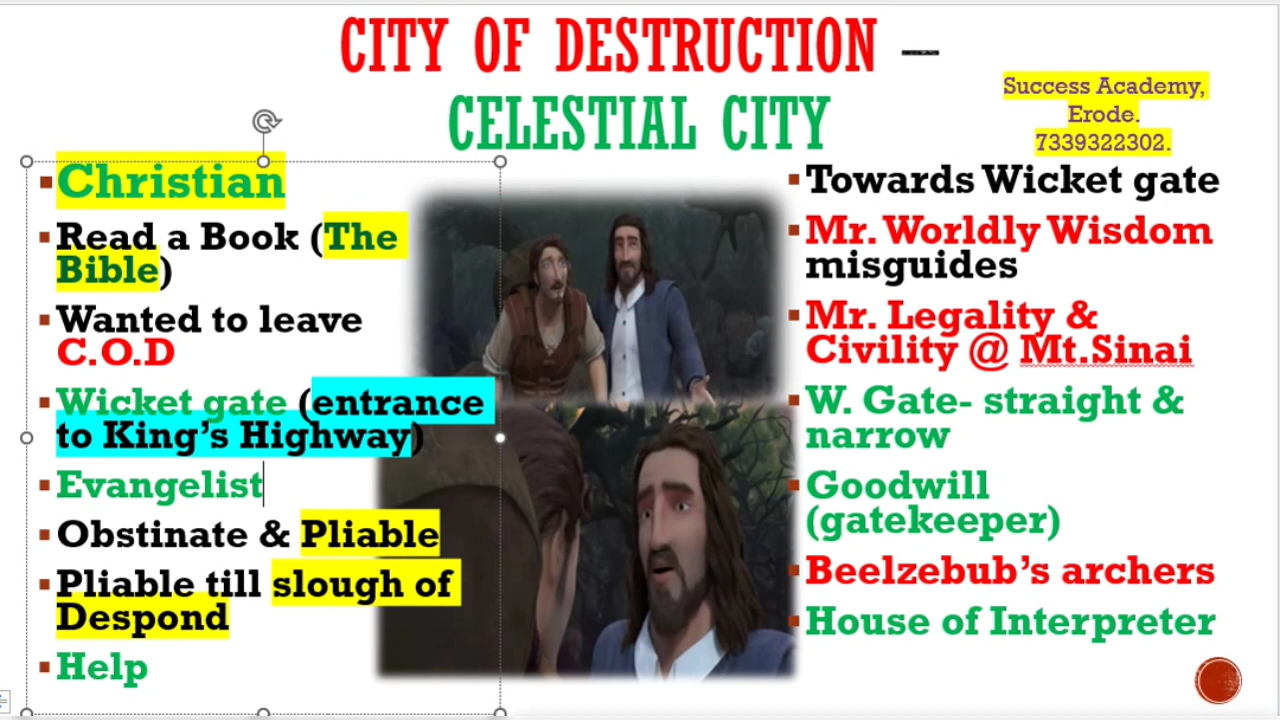 CITY OF DESTRUCTION –
CELESTIAL CITY
Success Academy,
Erode.
7339322302.
Christian
Read a Book (The
Bible)
Wanted to leave
C.O.D
Wicket gate (entrance
to King’s Highway)
Evangelist
Obstinate & Pliable
Pliable till slough of
Despond
Help
Towards Wicket gate
Mr. Worldly Wisdom
misguides
Mr. Legality &
Civility @ Mt.Sinai
W. Gate- straight &
narrow
Goodwill
(gatekeeper)
Beelzebub’s archers
House of Interpreter